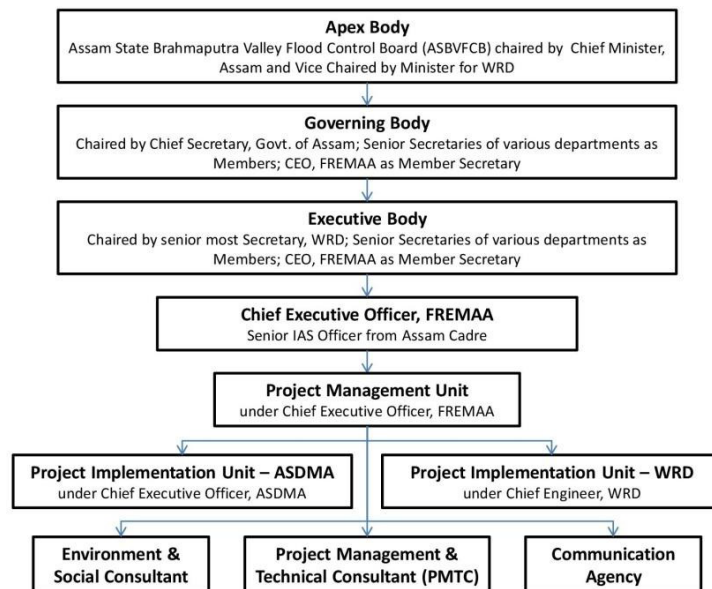 Apex Body
Assam State Brahmaputra Valley Flood Control Board (ASBVFCB) chaired by Chief Minister,
Assam and Vice Chaired by Minister for WRD
Governing Body
Chaired by Chief Secretary, Govt. of Assam; Senior Secretaries of various departments as
Members; CEO, FREMAA as Member Secretary
Executive Body
Chaired by senior most Secretary, WRD; Senior Secretaries of various departments as
Members; CEO, FREMAA as Member Secretary
Chief Executive Officer, FREMAA
Senior IAS Officer from Assam Cadre
Project Management Unit
under Chief Executive Officer, FREMAA
Project Implementation Unit – ASDMA
under Chief Executive Officer, ASDMA
Project Implementation Unit – WRD
under Chief Engineer, WRD
Environment &
Social Consultant
Project Management &
Technical Consultant (PMTC)
Communication
Agency